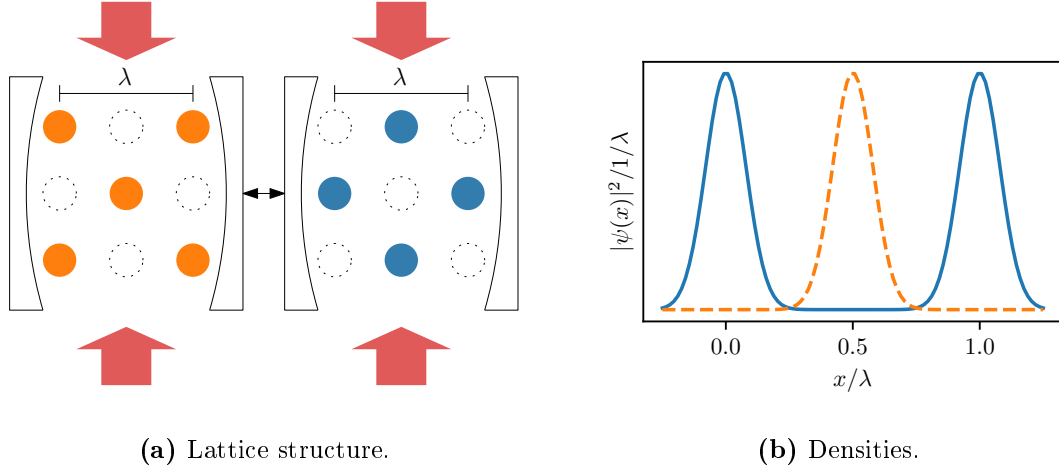 λ
λ
|ψ(x)|²/1/λ
0.0
0.5
1.0
x/λ
(a) Lattice structure.
(b) Densities.